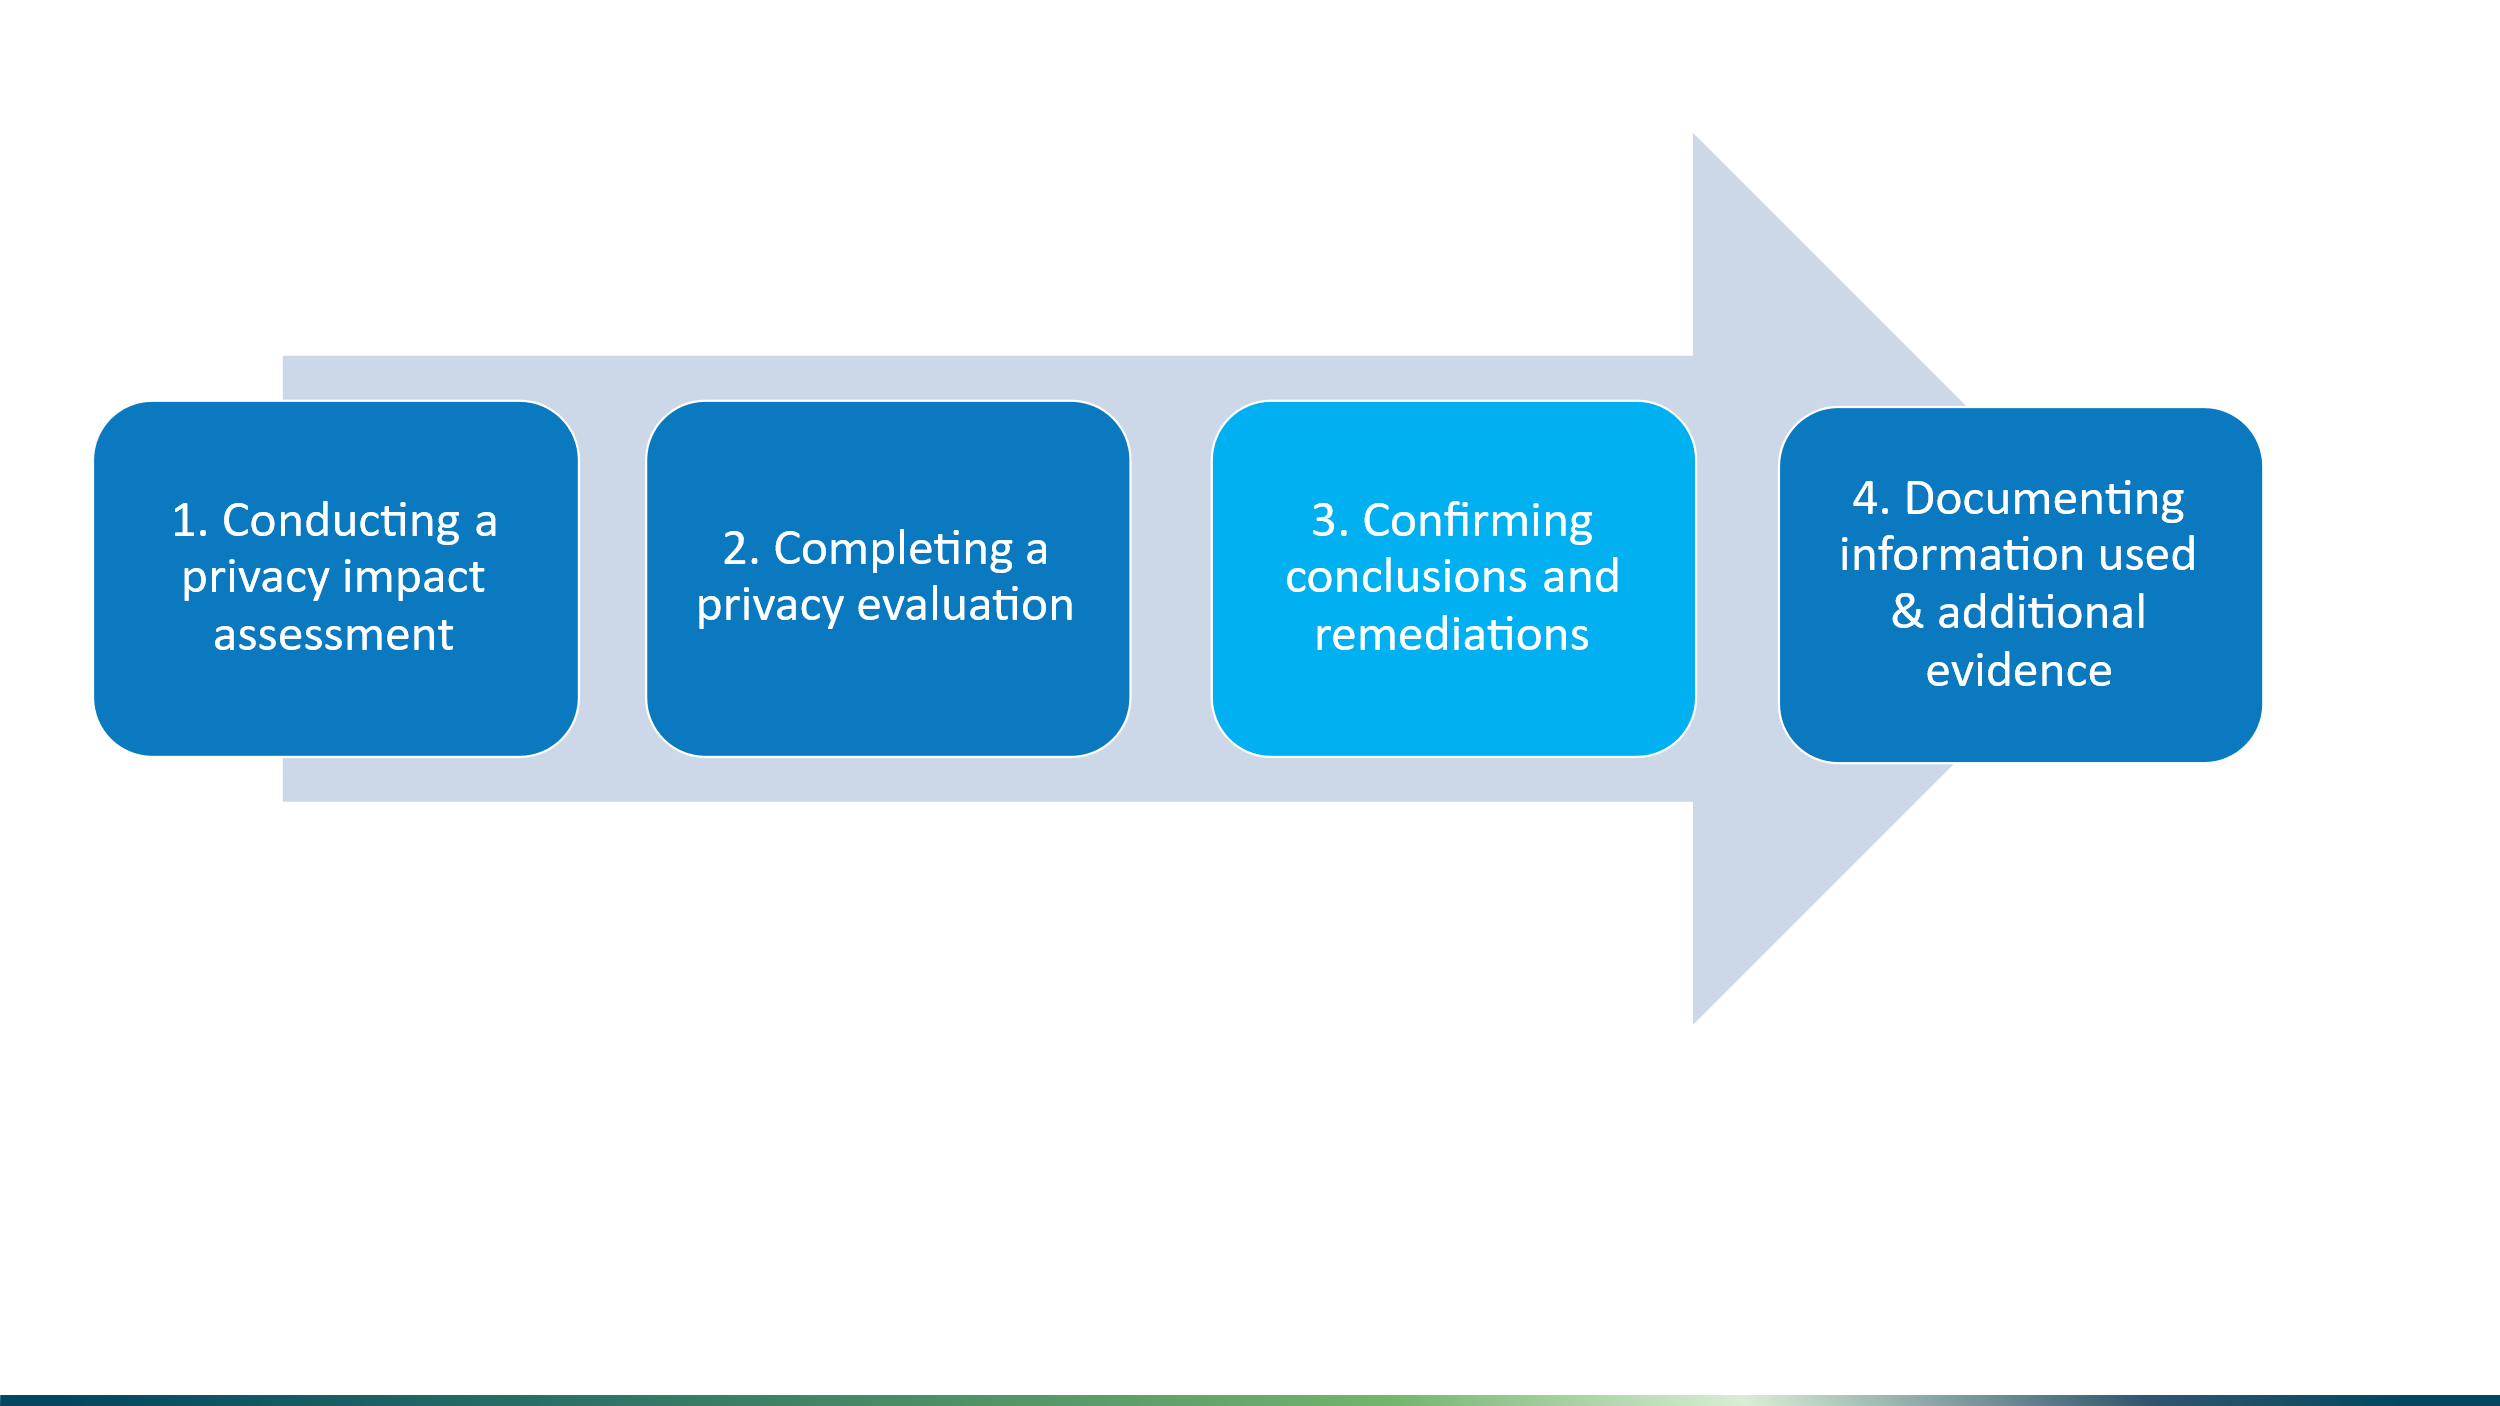 1. Conducting a
privacy impact
assessment
2. Completing a
privacy evaluation
3. Confirming
conclusions and
remediations
4. Documenting
information used
& additional
evidence